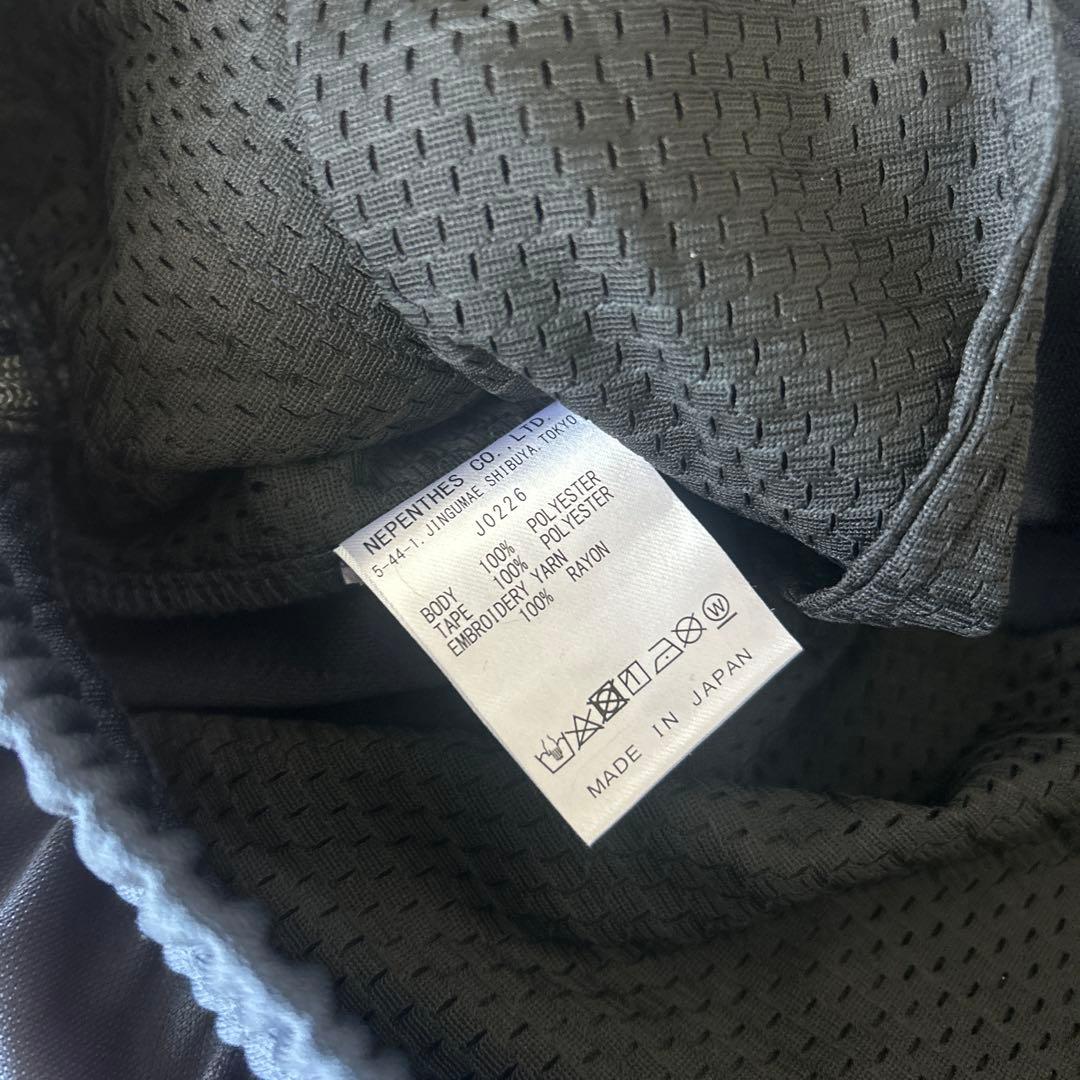 NEPENTHES CO.,LTD.
5-44-1. JINGUMAE SHIBUYA. TOKYO
J0226
BODY 100% POLYESTER
TAPE 100% POLYESTER
EMBROIDERY YARN
100% RAYON
W
MADE IN JAPAN